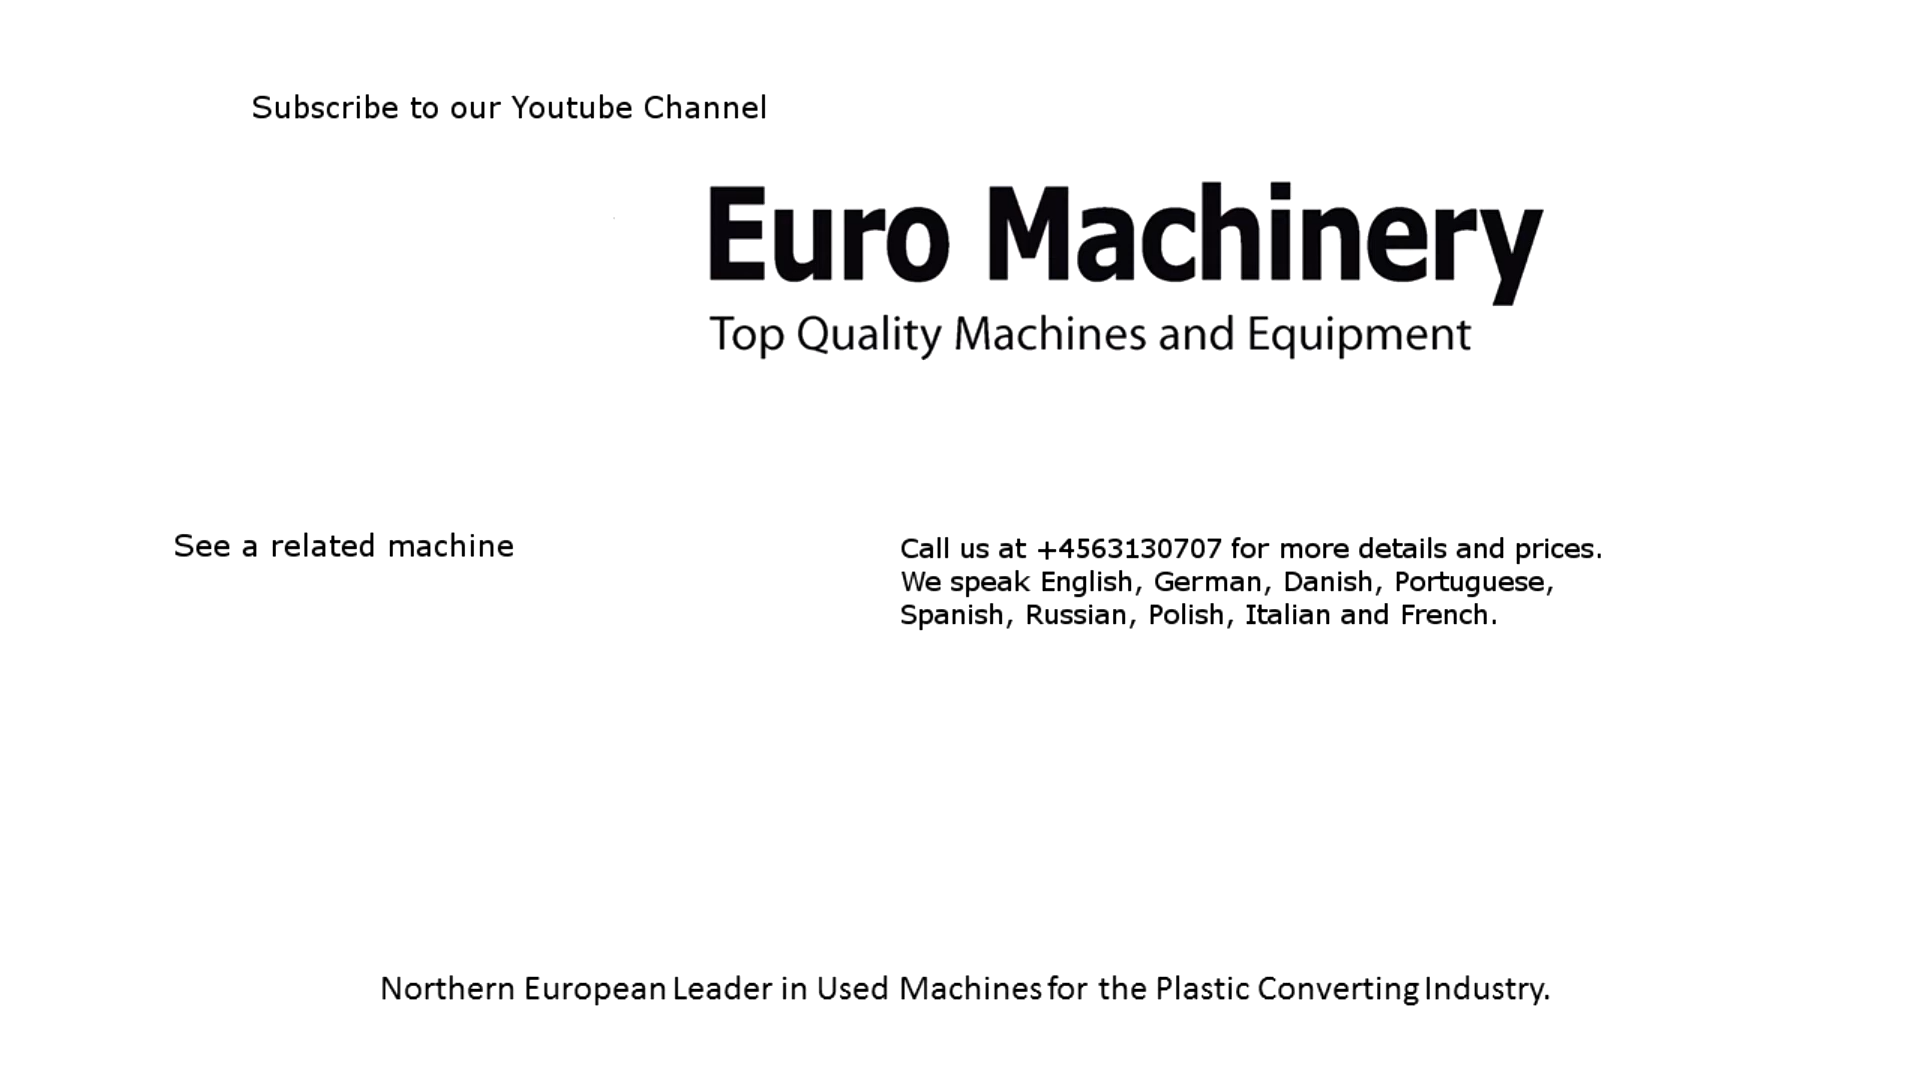 Subscribe to our Youtube Channel
Euro Machinery
Top Quality Machines and Equipment
See a related machine
Call us at +4563130707 for more details and prices.
We speak English, German, Danish, Portuguese,
Spanish, Russian, Polish, Italian and French.
Northern European Leader in Used Machines for the Plastic Converting Industry.